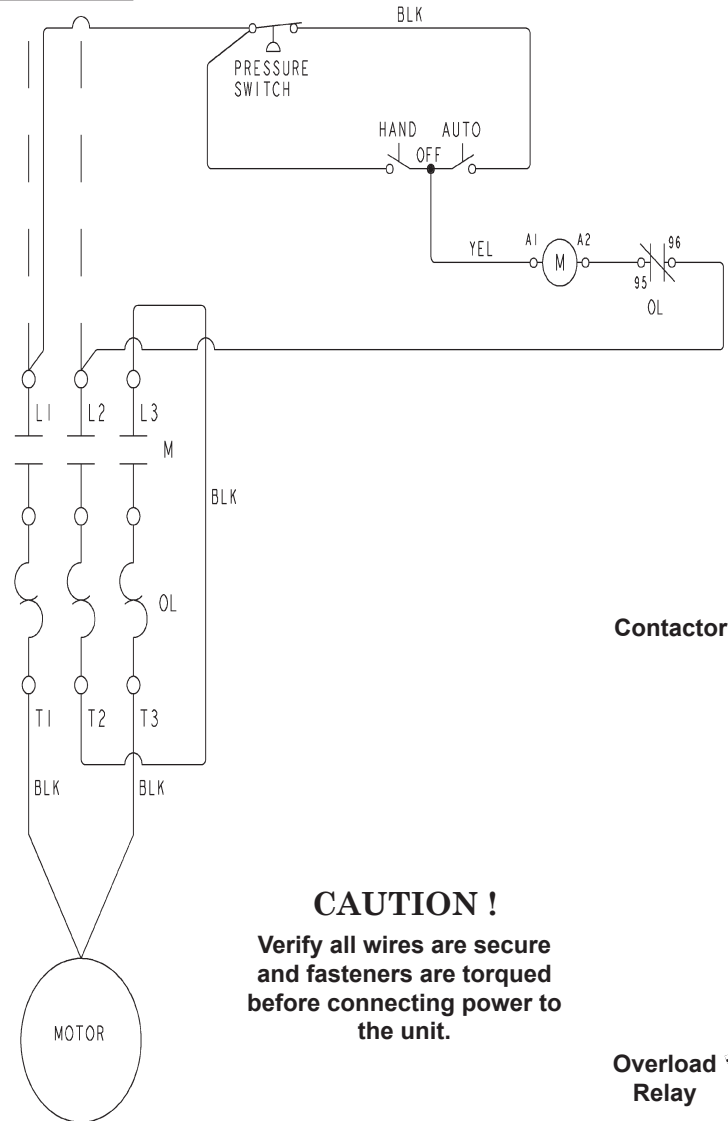 BLK
PRESSURE
SWITCH
HAND
AUTO
OFF
YEL
A1
M
A2
95
96
OL
L1
L2
L3
M
BLK
OL
T1
T2
T3
BLK
BLK
MOTOR
CAUTION !
Verify all wires are secure
and fasteners are torqued
before connecting power to
the unit.
Contactor
Overload
Relay